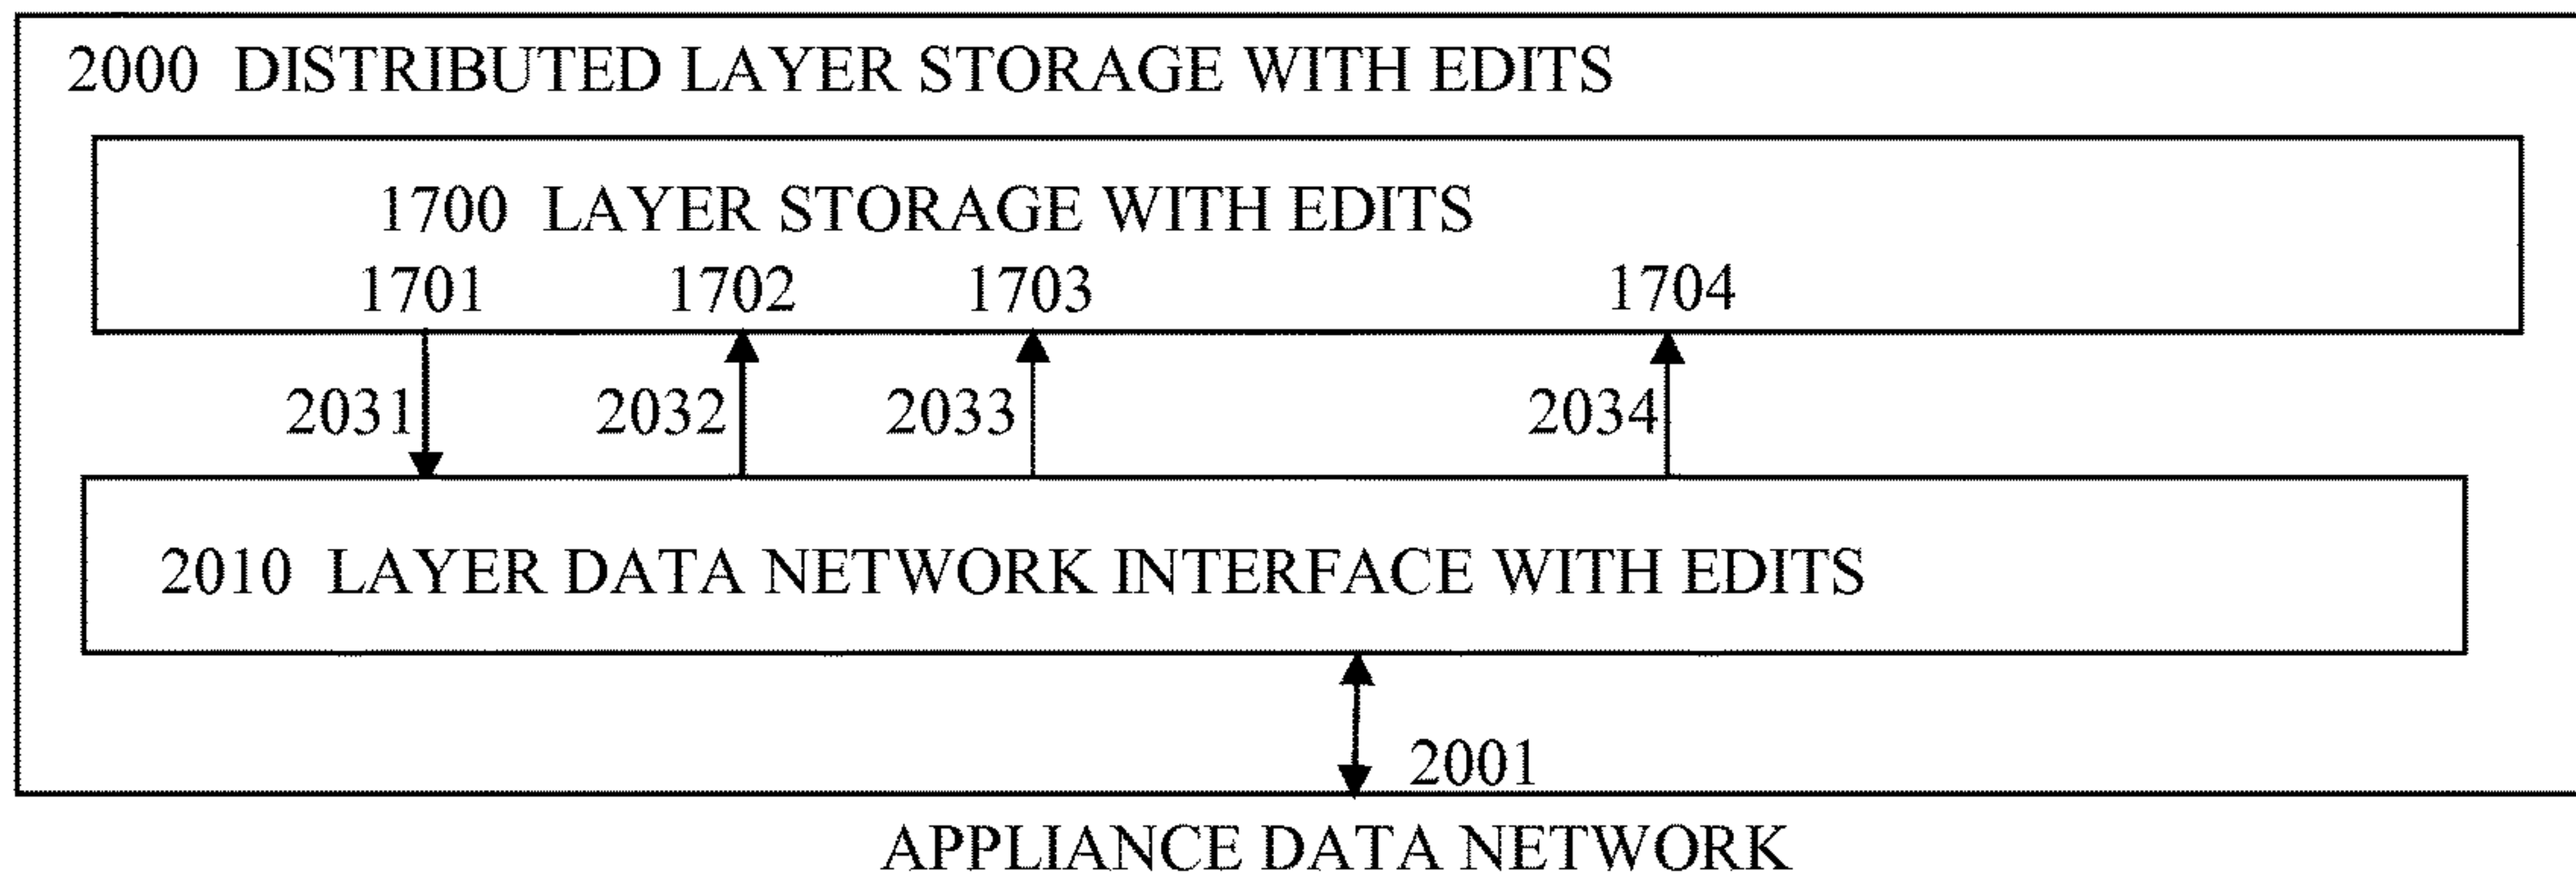 2000 DISTRIBUTED LAYER STORAGE WITH EDITS
1700 LAYER STORAGE WITH EDITS
1701 1702 1703 1704
2031 2032 2033 2034
2010 LAYER DATA NETWORK INTERFACE WITH EDITS
2001
APPLIANCE DATA NETWORK